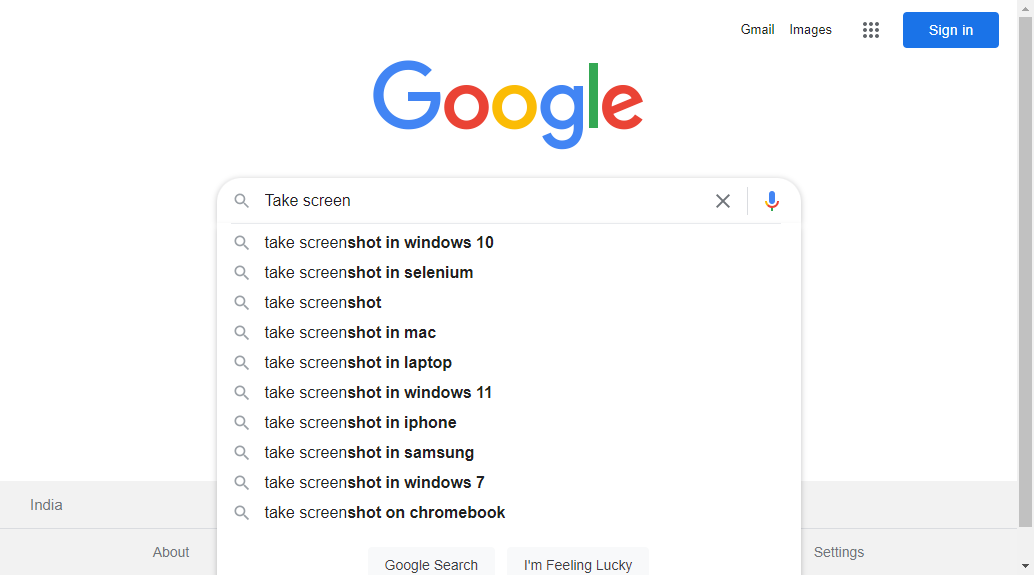 Gmail Images Sign in
Google
Take screen
take screenshot in windows 10
take screenshot in selenium
take screenshot
take screenshot in mac
take screenshot in laptop
take screenshot in windows 11
take screenshot in iphone
take screenshot in samsung
take screenshot in windows 7
take screenshot on chromebook
India
About Settings
Google Search I'm Feeling Lucky